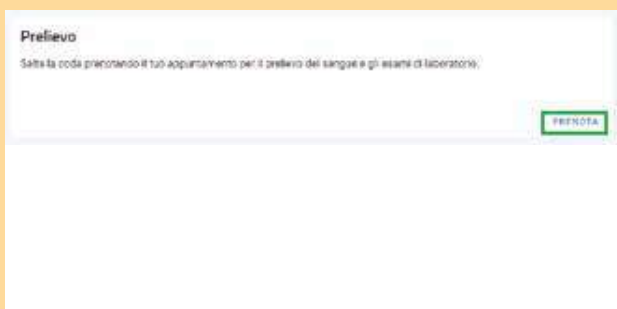 Prelievo
Salta la coda prenotando il tuo appuntamento per il prelievo del sangue e gli esami di laboratorio.
PRENOTA